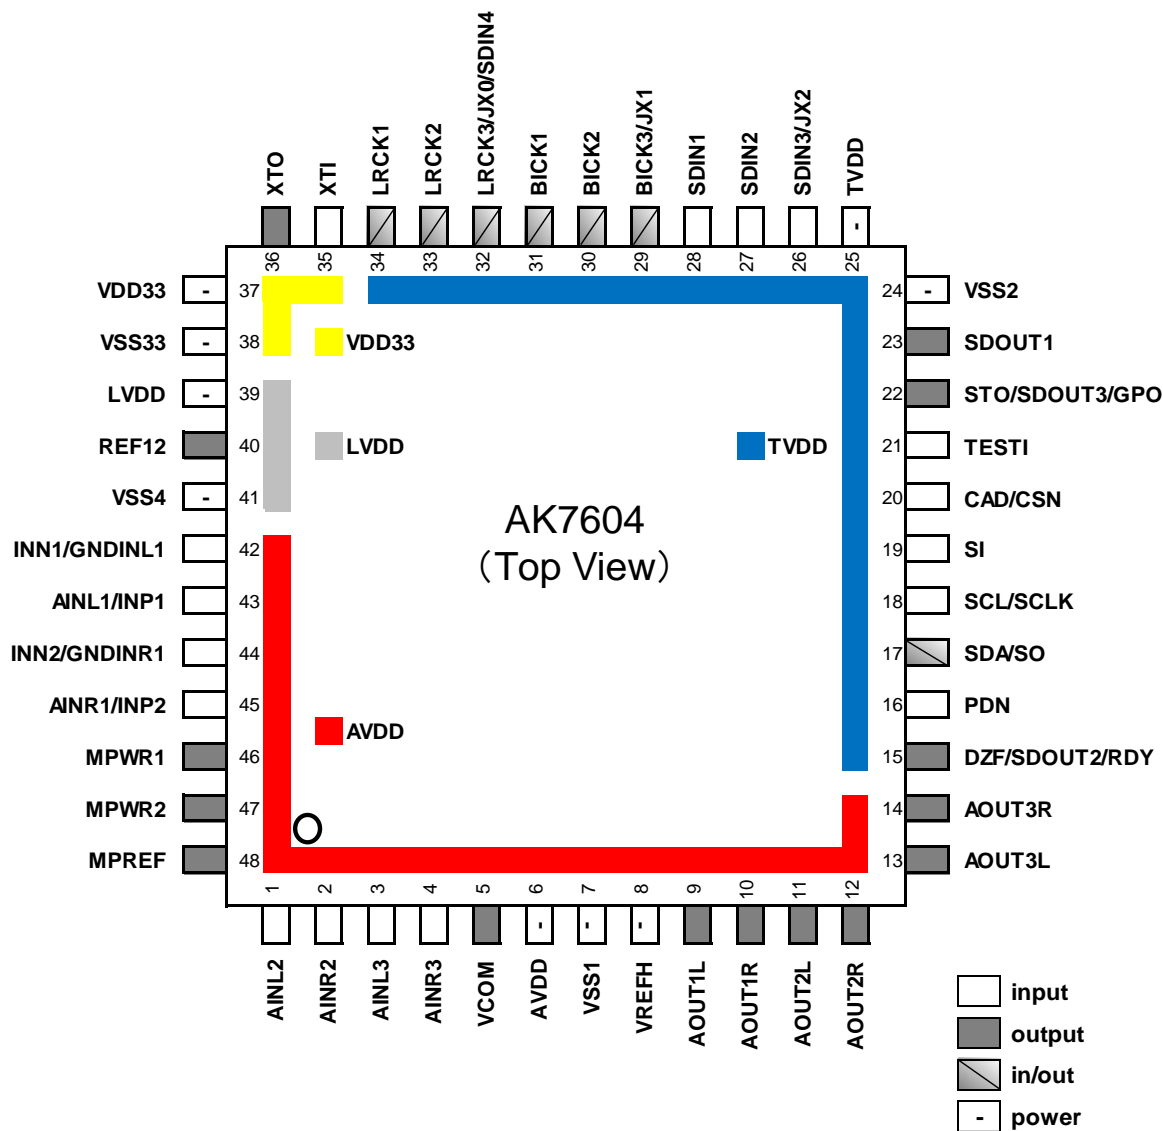 XTO
XTI
LRCK1
LRCK2
LRCK3/JX0/SDIN4
BICK1
BICK2
BICK3/JX1
SDIN1
SDIN2
SDIN3/JX2
TVDD
-
36
35
34
33
32
31
30
29
28
27
26
25
VDD33 - 37
VSS33 - 38
LVDD - 39
REF12 40
VSS4 - 41
INN1/GNDINL1 42
AINL1/INP1 43
INN2/GNDINR1 44
AINR1/INP2 45
MPWR1 46
MPWR2 47
MPREF 48
VDD33
LVDD
TVDD
AK7604
（Top View）
AVDD
24 - VSS2
23 SDOUT1
22 STO/SDOUT3/GPO
21 TESTI
20 CAD/CSN
19 SI
18 SCL/SCLK
17 SDA/SO
16 PDN
15 DZF/SDOUT2/RDY
14 AOUT3R
13 AOUT3L
1
2
3
4
5
6
7
8
9
10
11
12
-
-
-
AINL2
AINR2
AINL3
AINR3
VCOM
AVDD
VSS1
VREFH
AOUT1L
AOUT1R
AOUT2L
AOUT2R
input
output
in/out
- power